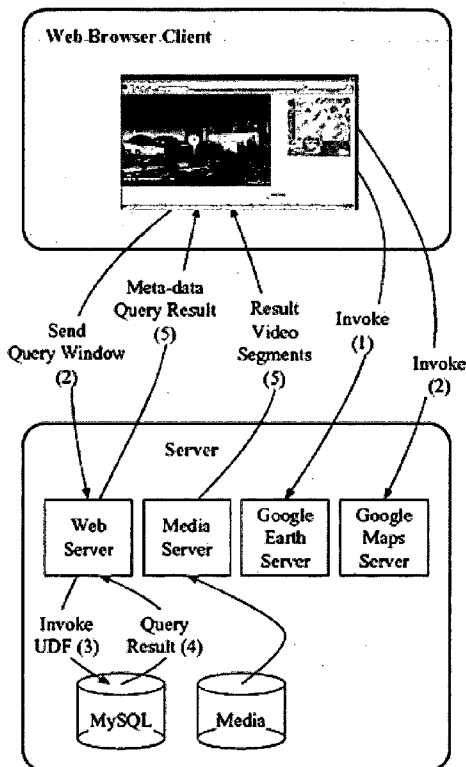 Web Browser Client
Meta-data
Query Result
(5)
Result
Video
Segments
(5)
Send
Query Window
(2)
Invoke
(1)
Invoke
(2)
Server
Web
Server
Media
Server
Google
Earth
Server
Google
Maps
Server
Invoke
UDF (3)
Query
Result (4)
MySQL
Media